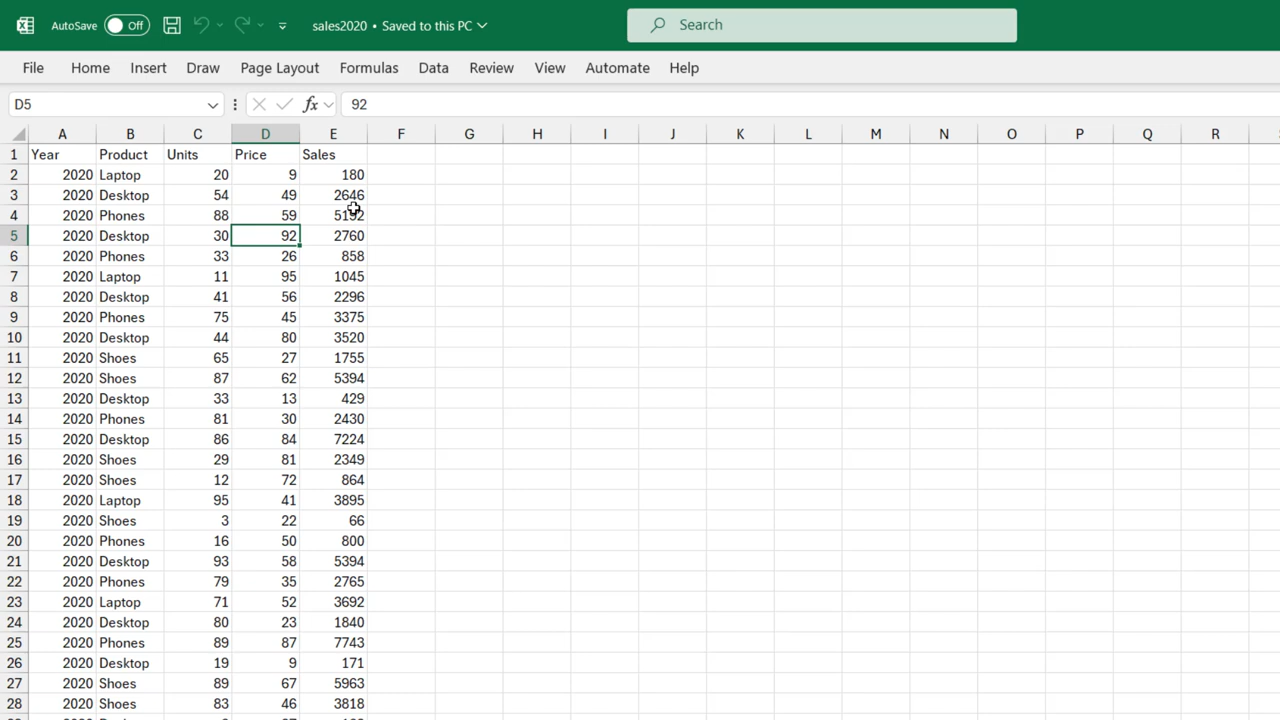 AutoSave Off sales2020 • Saved to this PC Search
File Home Insert Draw Page Layout Formulas Data Review View Automate Help
D5 fx 92
A B C D E F G H I J K L M N O P Q R
1 Year Product Units Price Sales
2 2020 Laptop 20 9 180
3 2020 Desktop 54 49 2646
4 2020 Phones 88 59 5192
5 2020 Desktop 30 92 2760
6 2020 Phones 33 26 858
7 2020 Laptop 11 95 1045
8 2020 Desktop 41 56 2296
9 2020 Phones 75 45 3375
10 2020 Desktop 44 80 3520
11 2020 Shoes 65 27 1755
12 2020 Shoes 87 62 5394
13 2020 Desktop 33 13 429
14 2020 Phones 81 30 2430
15 2020 Desktop 86 84 7224
16 2020 Shoes 29 81 2349
17 2020 Shoes 12 72 864
18 2020 Laptop 95 41 3895
19 2020 Shoes 3 22 66
20 2020 Phones 16 50 800
21 2020 Desktop 93 58 5394
22 2020 Phones 79 35 2765
23 2020 Laptop 71 52 3692
24 2020 Desktop 80 23 1840
25 2020 Phones 89 87 7743
26 2020 Desktop 19 9 171
27 2020 Shoes 89 67 5963
28 2020 Shoes 83 46 3818